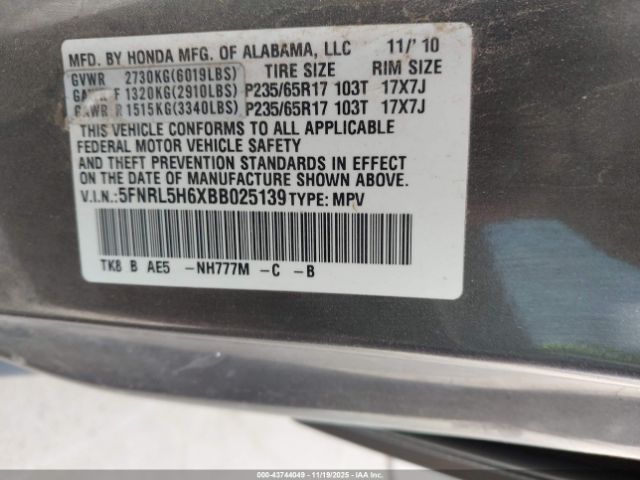 MFD. BY HONDA MFG. OF ALABAMA, LLC 11/'10
GVWR 2730KG(6019LBS) TIRE SIZE RIM SIZE
GAWR F 1320KG(2910LBS) P235/65R17 103T 17X7J
GAWR R 1515KG(3340LBS) P235/65R17 103T 17X7J
THIS VEHICLE CONFORMS TO ALL APPLICABLE
FEDERAL MOTOR VEHICLE SAFETY
AND THEFT PREVENTION STANDARDS IN EFFECT
ON THE DATE OF MANUFACTURE SHOWN ABOVE.
V.I.N.:5FNRL5H6XBB025139 TYPE: MPV
TK8 B AE5 -NH777M -C -B
000-43744049 - 11/19/2025 - IAAI.COM